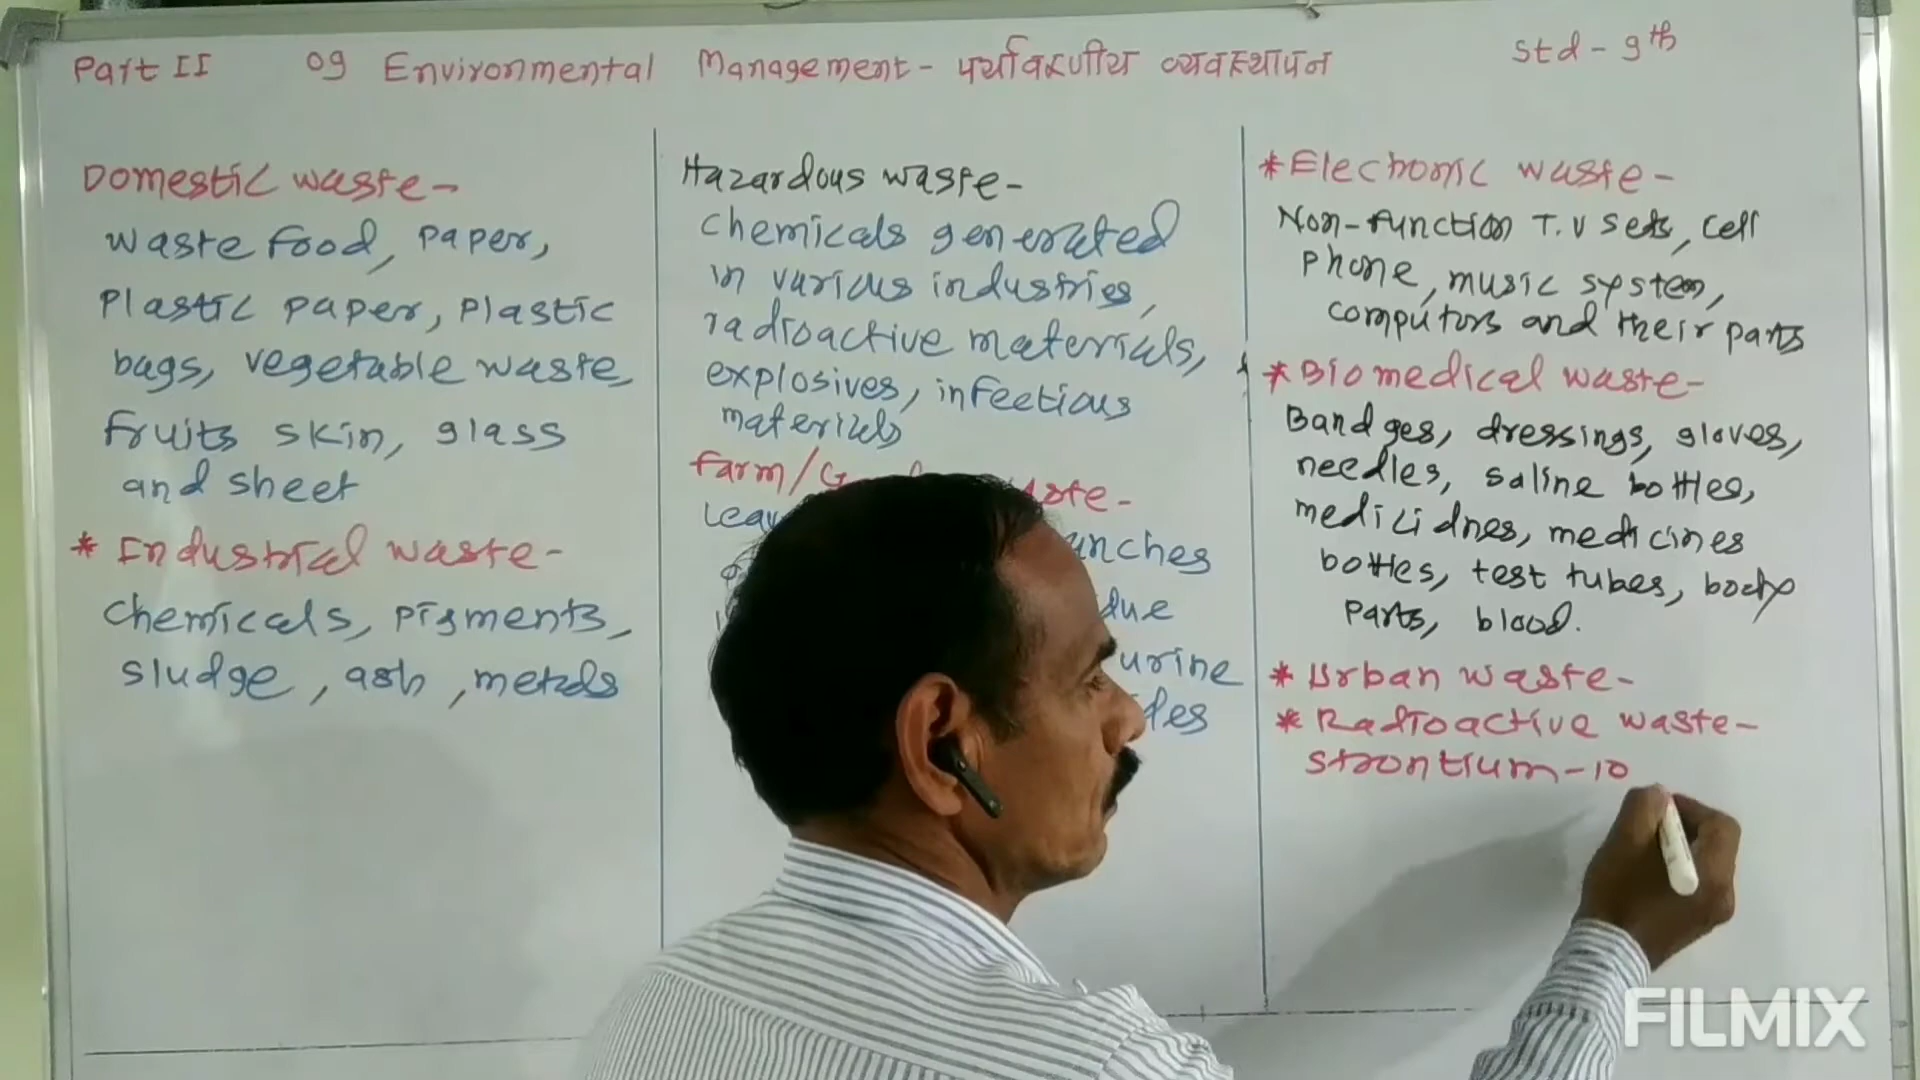 Part II 09 Environmental Management - पर्यावरणीय व्यवस्थापन Std - 9th
Domestic waste-
waste food, paper,
Plastic paper, plastic
bags, vegetable waste,
fruits skin, glass
and sheet
* Industrial waste-
chemicals, pigments,
sludge, ash, metals
Hazardous waste-
chemicals generated
in various industries,
radioactive materials,
explosives, infectious
materials
farm/ waste-
* Electronic waste-
Non-function T.V sets, cell
phone, music system,
computors and their parts
* Biomedical waste-
Bandges, dressings, gloves,
needles, saline bottles,
medicidnes, medicines
bottles, test tubes, body
parts, blood.
* Urban waste-
* Radioactive waste-
strontium-10
FILMIX